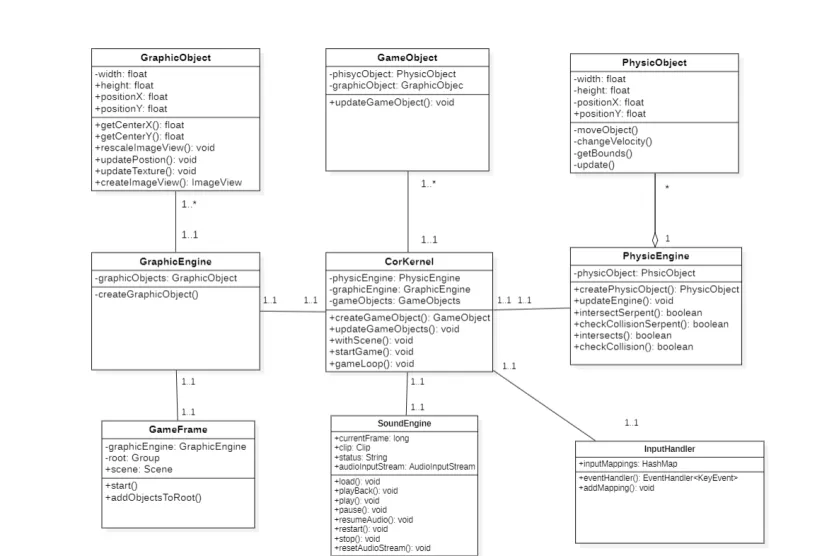 GraphicObject
-width: float
+height: float
+positionX: float
+positionY: float
+getCenterX(): float
+getCenterY(): float
+rescaleImageView(): void
+updatePostion(): void
+updateTexture(): void
+createImageView(): ImageView
GameObject
-phisycObject: PhysicObject
-graphicObject: GraphicObjec
+updateGameObject(): void
PhysicObject
-width: float
-height: float
-positionX: float
+positionY: float
-moveObject()
-changeVelocity()
-getBounds()
-update()
1..*
1..1
1..*
1..1
*
1
GraphicEngine
-graphicObjects: GraphicObject
-createGraphicObject()
1..1
1..1
CorKernel
-physicEngine: PhysicEngine
-graphicEngine: GraphicEngine
-gameObjects: GameObjects
+createGameObject(): GameObject
+updateGameObjects(): void
+withScene(): void
+startGame(): void
+gameLoop(): void
1..1 1..1
PhysicEngine
-physicObject: PhsicObject
+createPhysicObject(): PhysicObject
+updateEngine(): void
+intersectSerpent(): boolean
+checkCollisionSerpent(): boolean
+intersects(): boolean
+checkCollision(): boolean
1..1
1..1
1..1
1..1
1..1
1..1
GameFrame
-graphicEngine: GraphicEngine
-root: Group
+scene: Scene
+start()
+addObjectsToRoot()
SoundEngine
+currentFrame: long
+clip: Clip
+status: String
+audioInputStream: AudioInputStream
+load(): void
+playBack(): void
+play(): void
+pause(): void
+resumeAudio(): void
+restart(): void
+stop(): void
+resetAudioStream(): void
InputHandler
+inputMappings: HashMap
+eventHandler(): EventHandler<KeyEvent>
+addMapping(): void